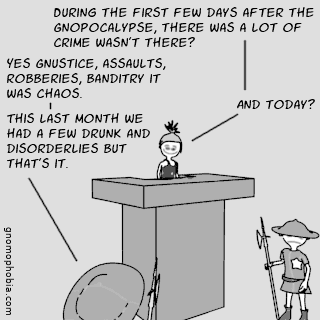 DURING THE FIRST FEW DAYS AFTER THE
GNOPOCALYPSE, THERE WAS A LOT OF
CRIME WASN'T THERE?
YES GNUSTICE, ASSAULTS,
ROBBERIES, BANDITRY IT
WAS CHAOS.
AND TODAY?
THIS LAST MONTH WE
HAD A FEW DRUNK AND
DISORDERLIES BUT
THAT'S IT.
gnomophobia.com